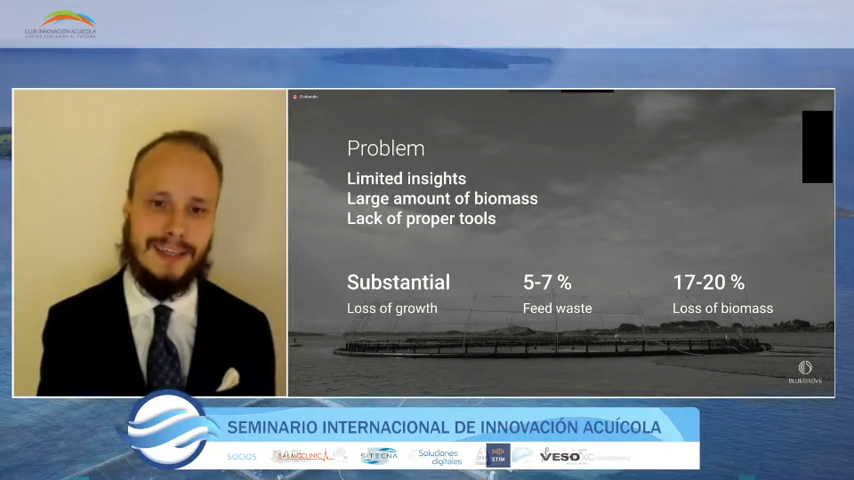 CLUB INNOVACIÓN ACUÍCOLA
Problem
Limited insights
Large amount of biomass
Lack of proper tools
Substantial
Loss of growth
5-7 %
Feed waste
17-20 %
Loss of biomass
BLUEGROVE
SEMINARIO INTERNACIONAL DE INNOVACIÓN ACUÍCOLA
SOCIOS
SALMOCLINIC
SITECNA
Soluciones
digitales
STIM
VESO